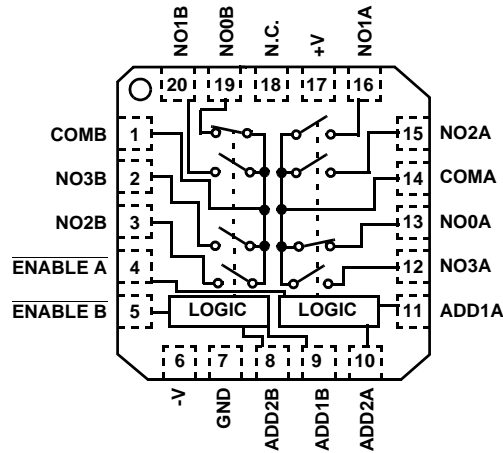 NO1B
NO0B
N.C.
+V
NO1A
20
19
18
17
16
COMB
1
15
NO2A
NO3B
2
14
COMA
NO2B
3
13
NO0A
ENABLE A
4
12
NO3A
ENABLE B
5
LOGIC
LOGIC
11
ADD1A
6
7
8
9
10
-V
GND
ADD2B
ADD1B
ADD2A